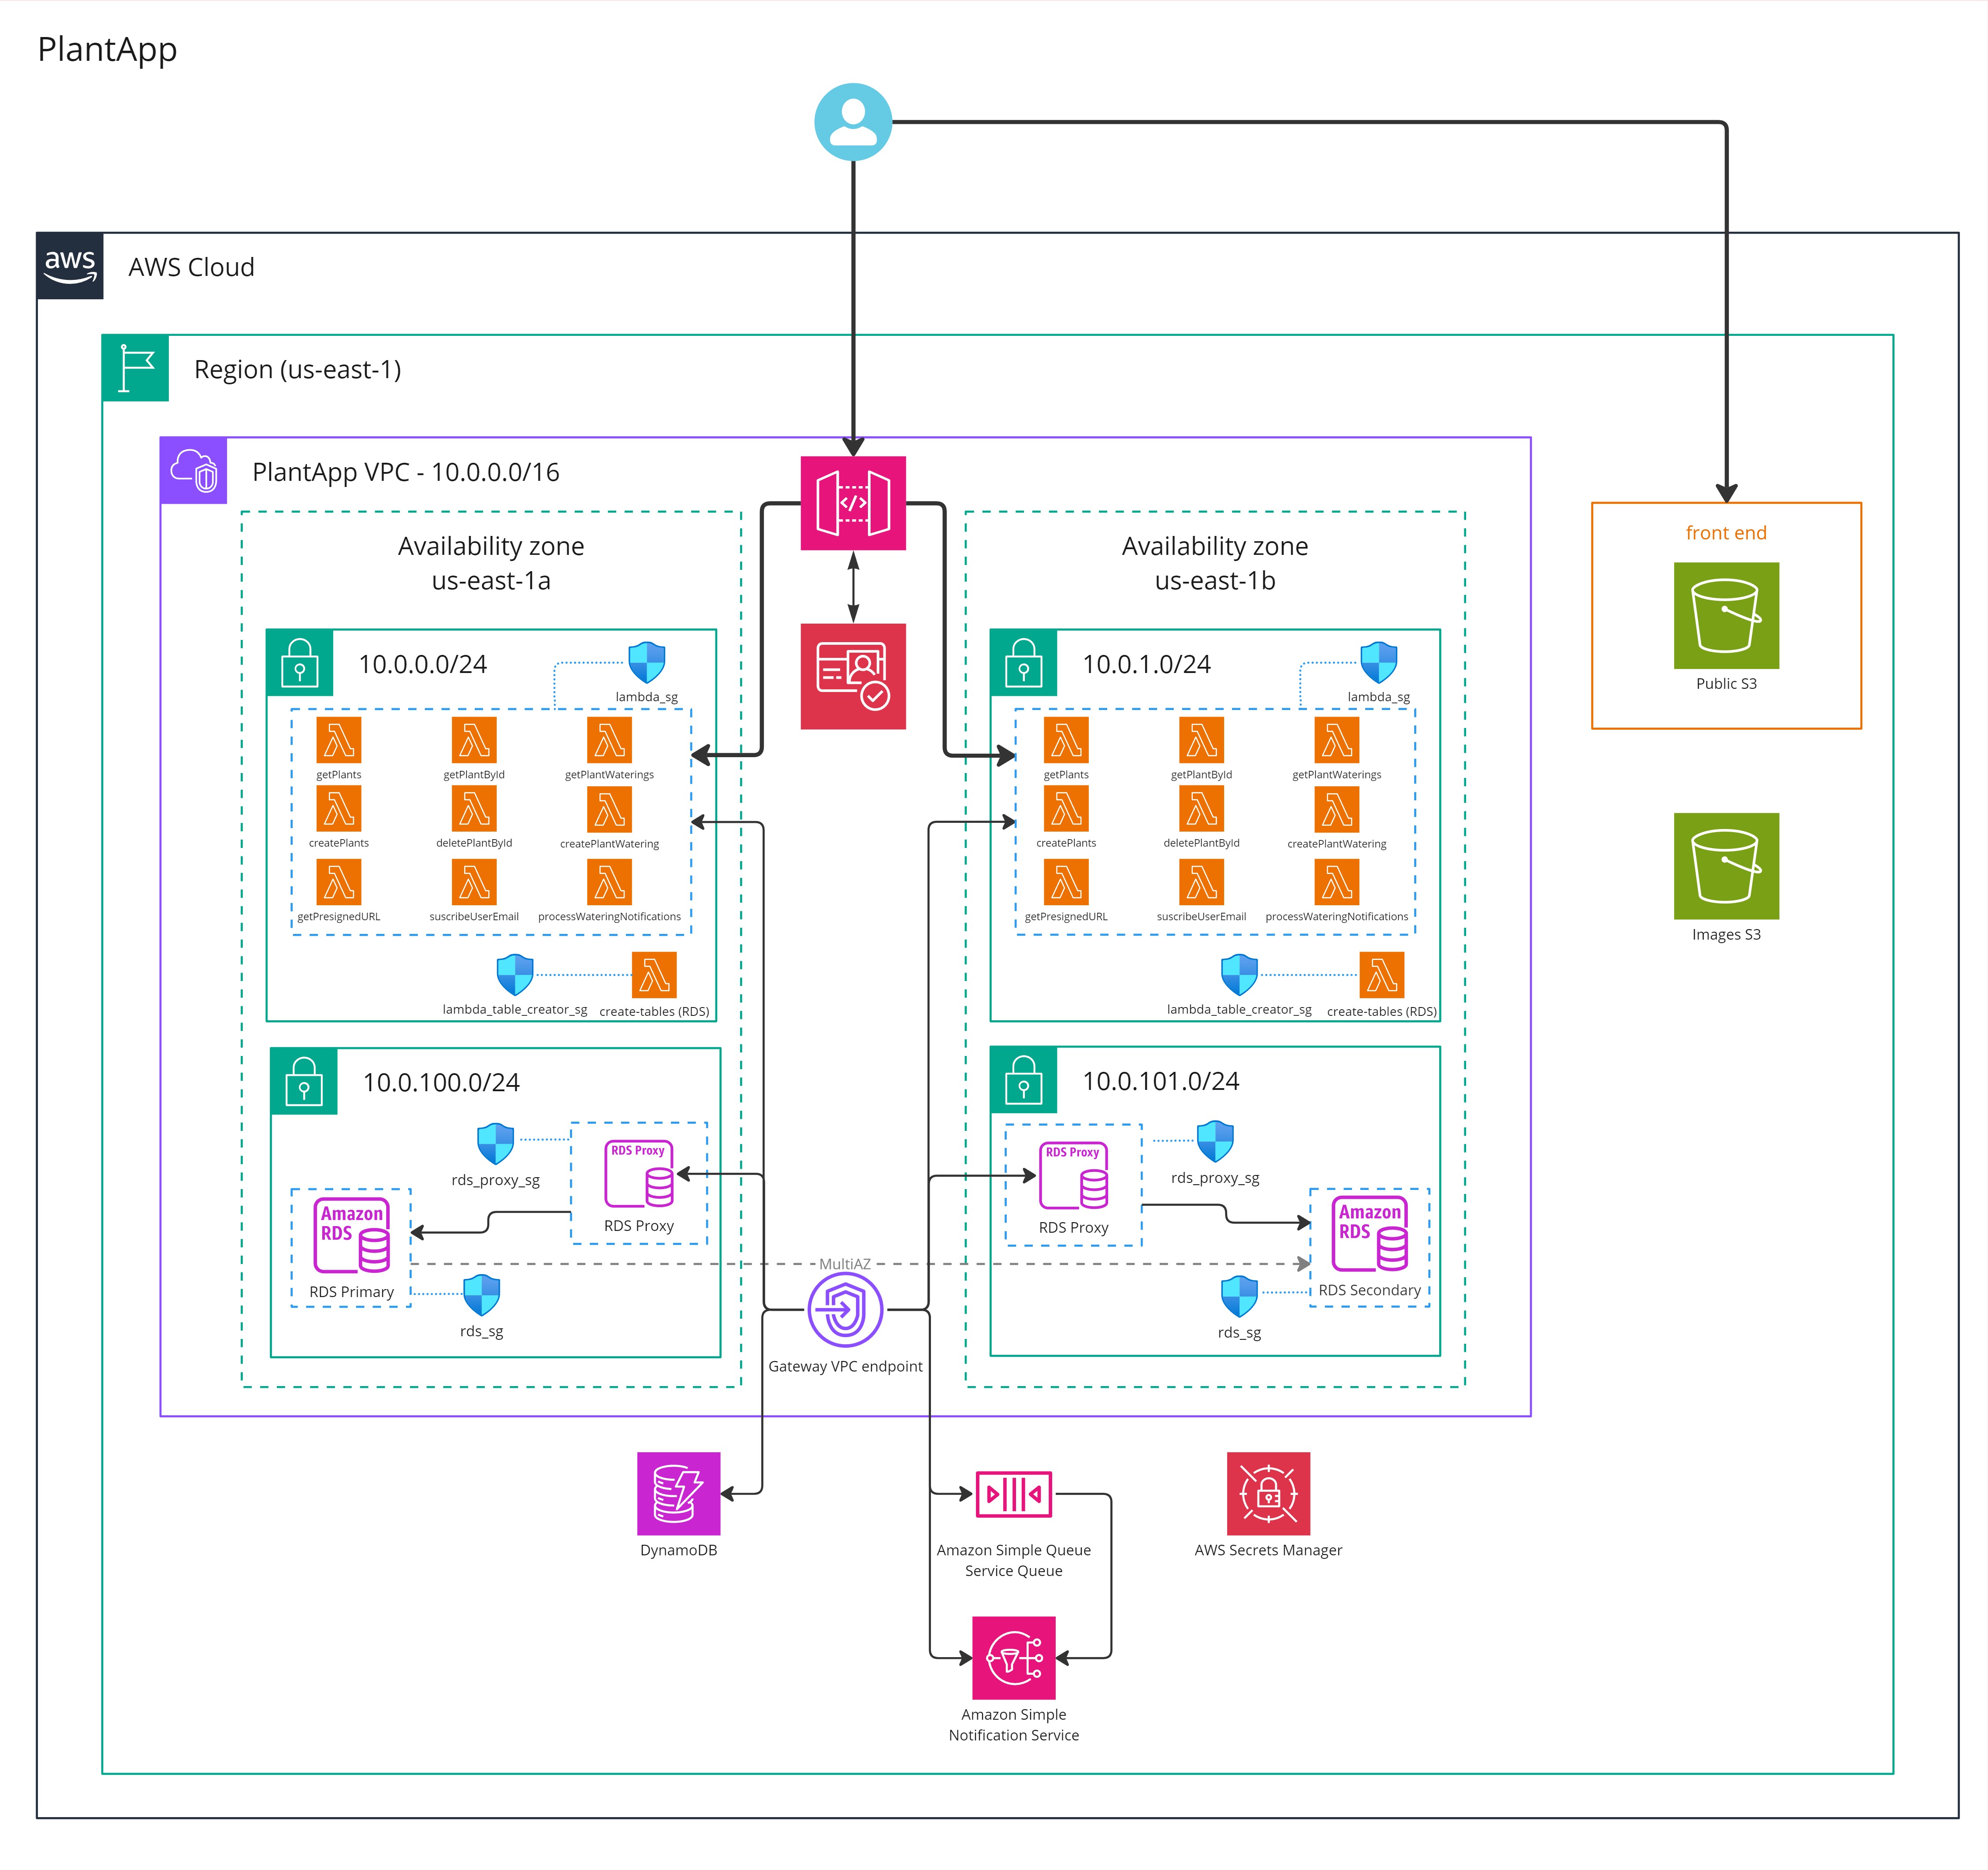 PlantApp
aws
AWS Cloud
Region (us-east-1)
PlantApp VPC - 10.0.0.0/16
</>
Availability zone
us-east-1a
10.0.0.0/24
lambda_sg
getPlants
getPlantById
getPlantWaterings
createPlants
deletePlantById
createPlantWatering
getPresignedURL
suscribeUserEmail
processWateringNotifications
lambda_table_creator_sg
create-tables (RDS)
10.0.100.0/24
rds_proxy_sg
RDS Proxy
RDS Proxy
Amazon
RDS
RDS Primary
rds_sg
MultiAZ
Gateway VPC endpoint
Availability zone
us-east-1b
10.0.1.0/24
lambda_sg
getPlants
getPlantById
getPlantWaterings
createPlants
deletePlantById
createPlantWatering
getPresignedURL
suscribeUserEmail
processWateringNotifications
lambda_table_creator_sg
create-tables (RDS)
10.0.101.0/24
RDS Proxy
RDS Proxy
rds_proxy_sg
Amazon
RDS
RDS Secondary
rds_sg
front end
Public S3
Images S3
DynamoDB
Amazon Simple Queue
Service Queue
AWS Secrets Manager
Amazon Simple
Notification Service